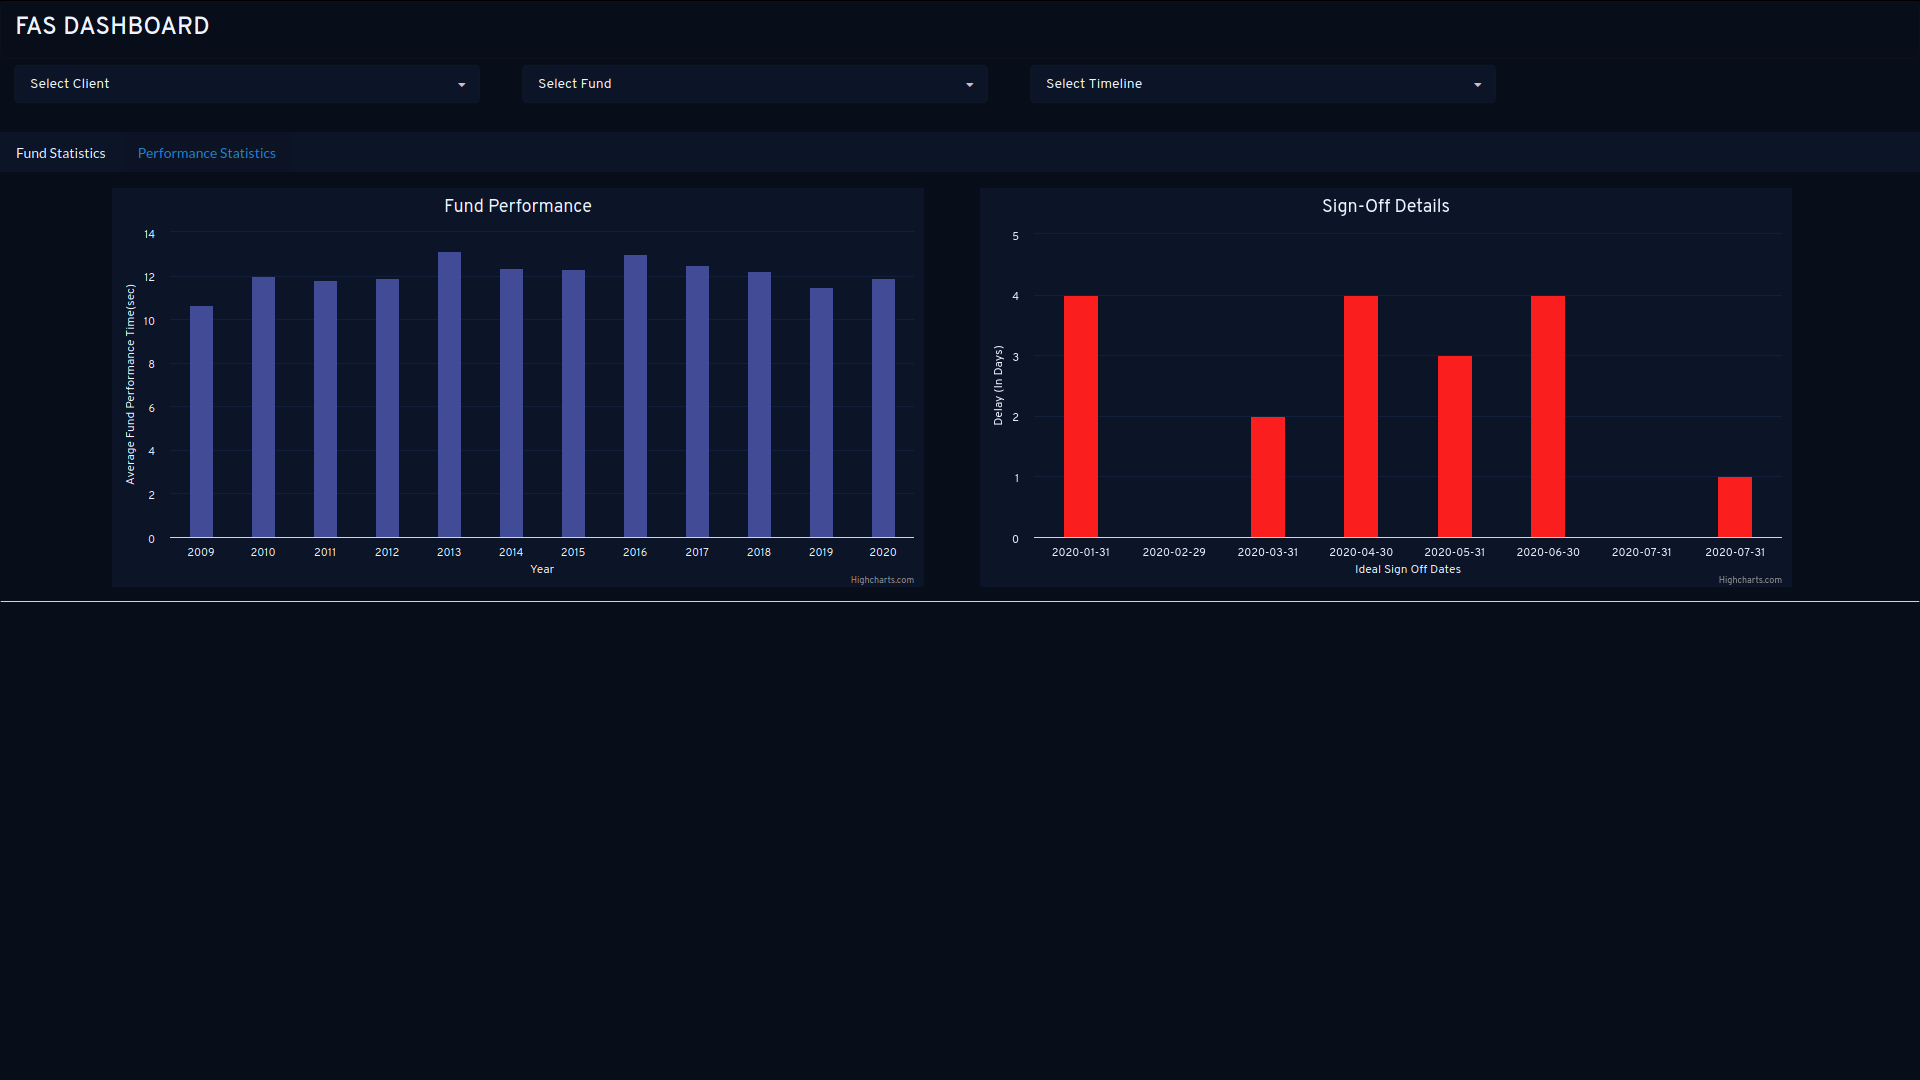 FAS DASHBOARD
Select Client
Select Fund
Select Timeline
Fund Statistics
Performance Statistics
Fund Performance
Average Fund Performance Time(sec)
14
12
10
8
6
4
2
0
2009 2010 2011 2012 2013 2014 2015 2016 2017 2018 2019 2020
Year
Highcharts.com
Sign-Off Details
Delay (In Days)
5
4
3
2
1
0
2020-01-31 2020-02-29 2020-03-31 2020-04-30 2020-05-31 2020-06-30 2020-07-31 2020-07-31
Ideal Sign Off Dates
Highcharts.com